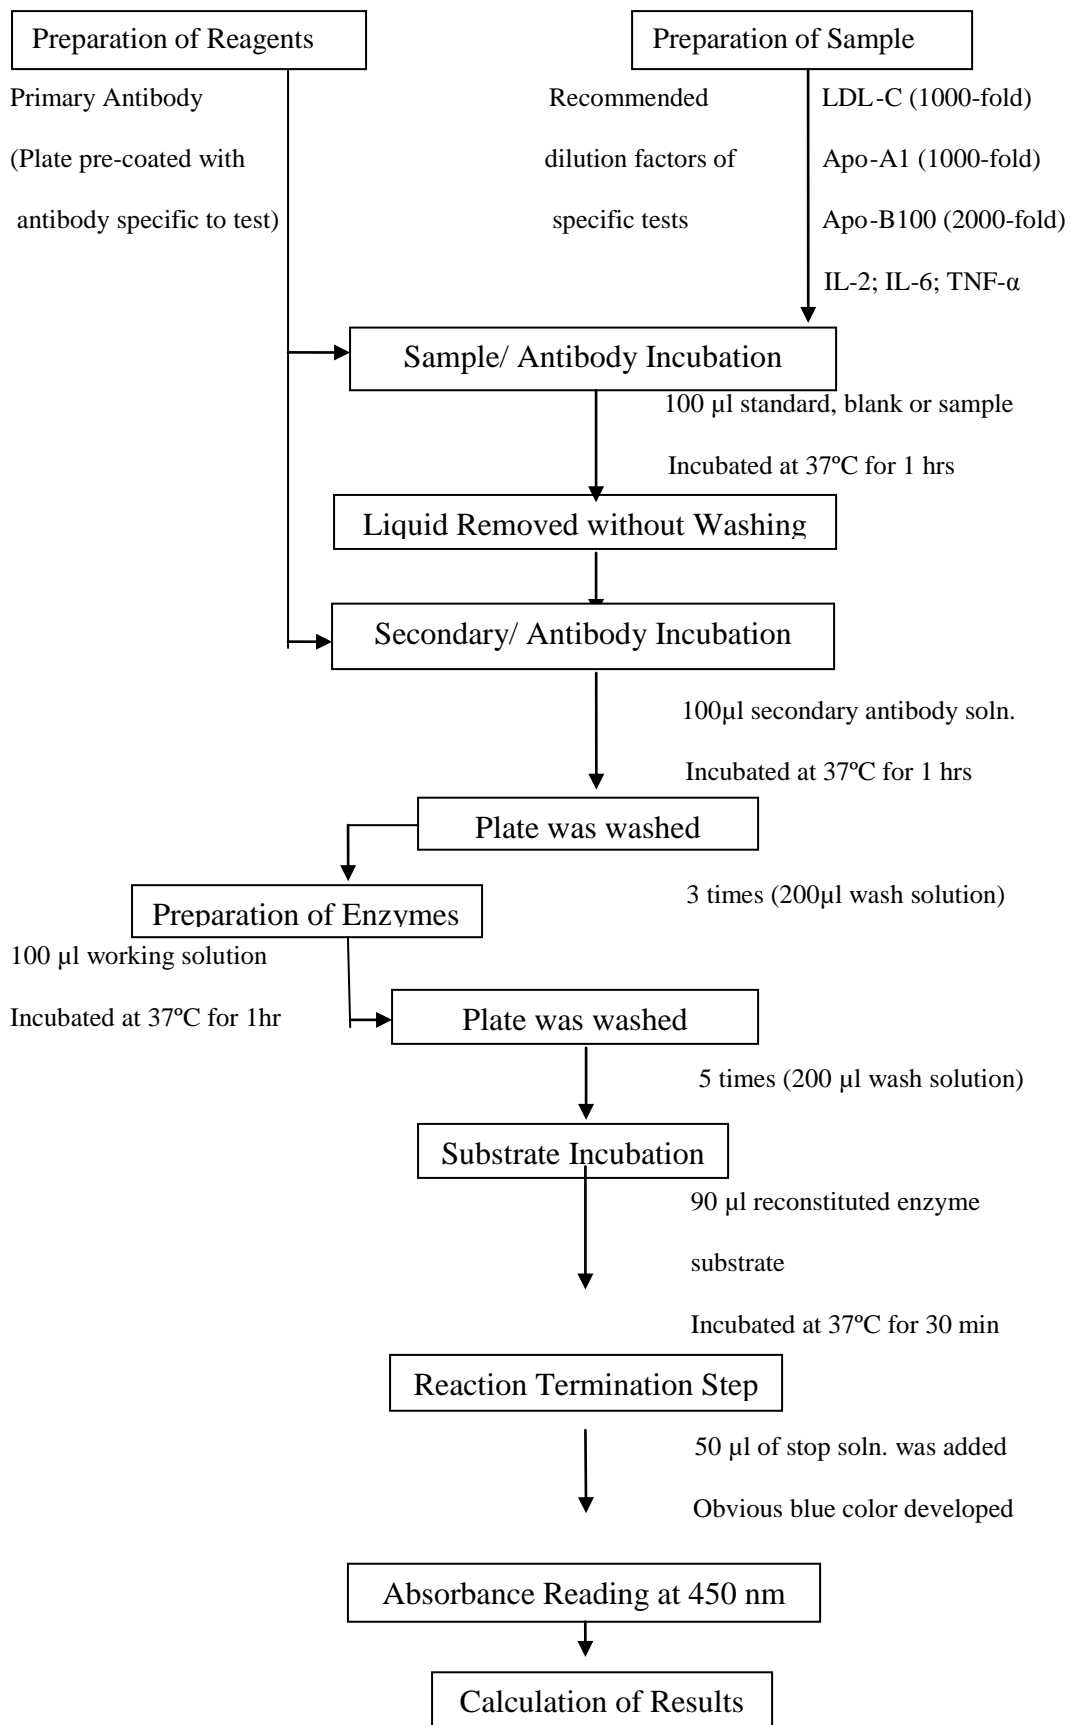 Preparation of Reagents
Preparation of Sample
Primary Antibody
(Plate pre-coated with
antibody specific to test)
Recommended
dilution factors of
specific tests
LDL-C (1000-fold)
Apo-A1 (1000-fold)
Apo-B100 (2000-fold)
IL-2; IL-6; TNF-α
Sample/ Antibody Incubation
100 µl standard, blank or sample
Incubated at 37ºC for 1 hrs
Liquid Removed without Washing
Secondary/ Antibody Incubation
100µl secondary antibody soln.
Incubated at 37ºC for 1 hrs
Plate was washed
3 times (200µl wash solution)
Preparation of Enzymes
100 µl working solution
Incubated at 37ºC for 1hr
Plate was washed
5 times (200 µl wash solution)
Substrate Incubation
90 µl reconstituted enzyme
substrate
Incubated at 37ºC for 30 min
Reaction Termination Step
50 µl of stop soln. was added
Obvious blue color developed
Absorbance Reading at 450 nm
Calculation of Results